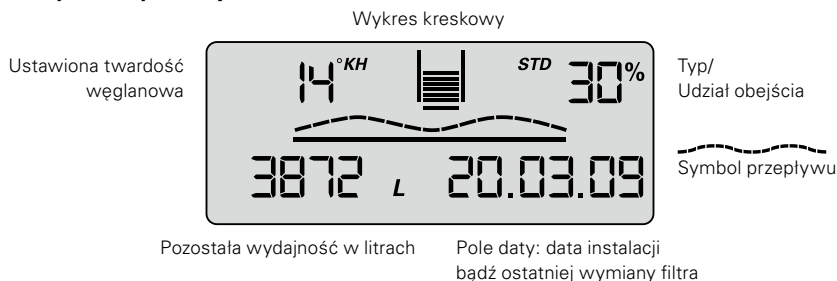 Wykres kreskowy
Ustawiona twardość
węglanowa
14 °KH
STD 30%
Typ/
Udział obejścia
Symbol przepływu
3872 L 20.03.09
Pozostała wydajność w litrach
Pole daty: data instalacji
bądź ostatniej wymiany filtra